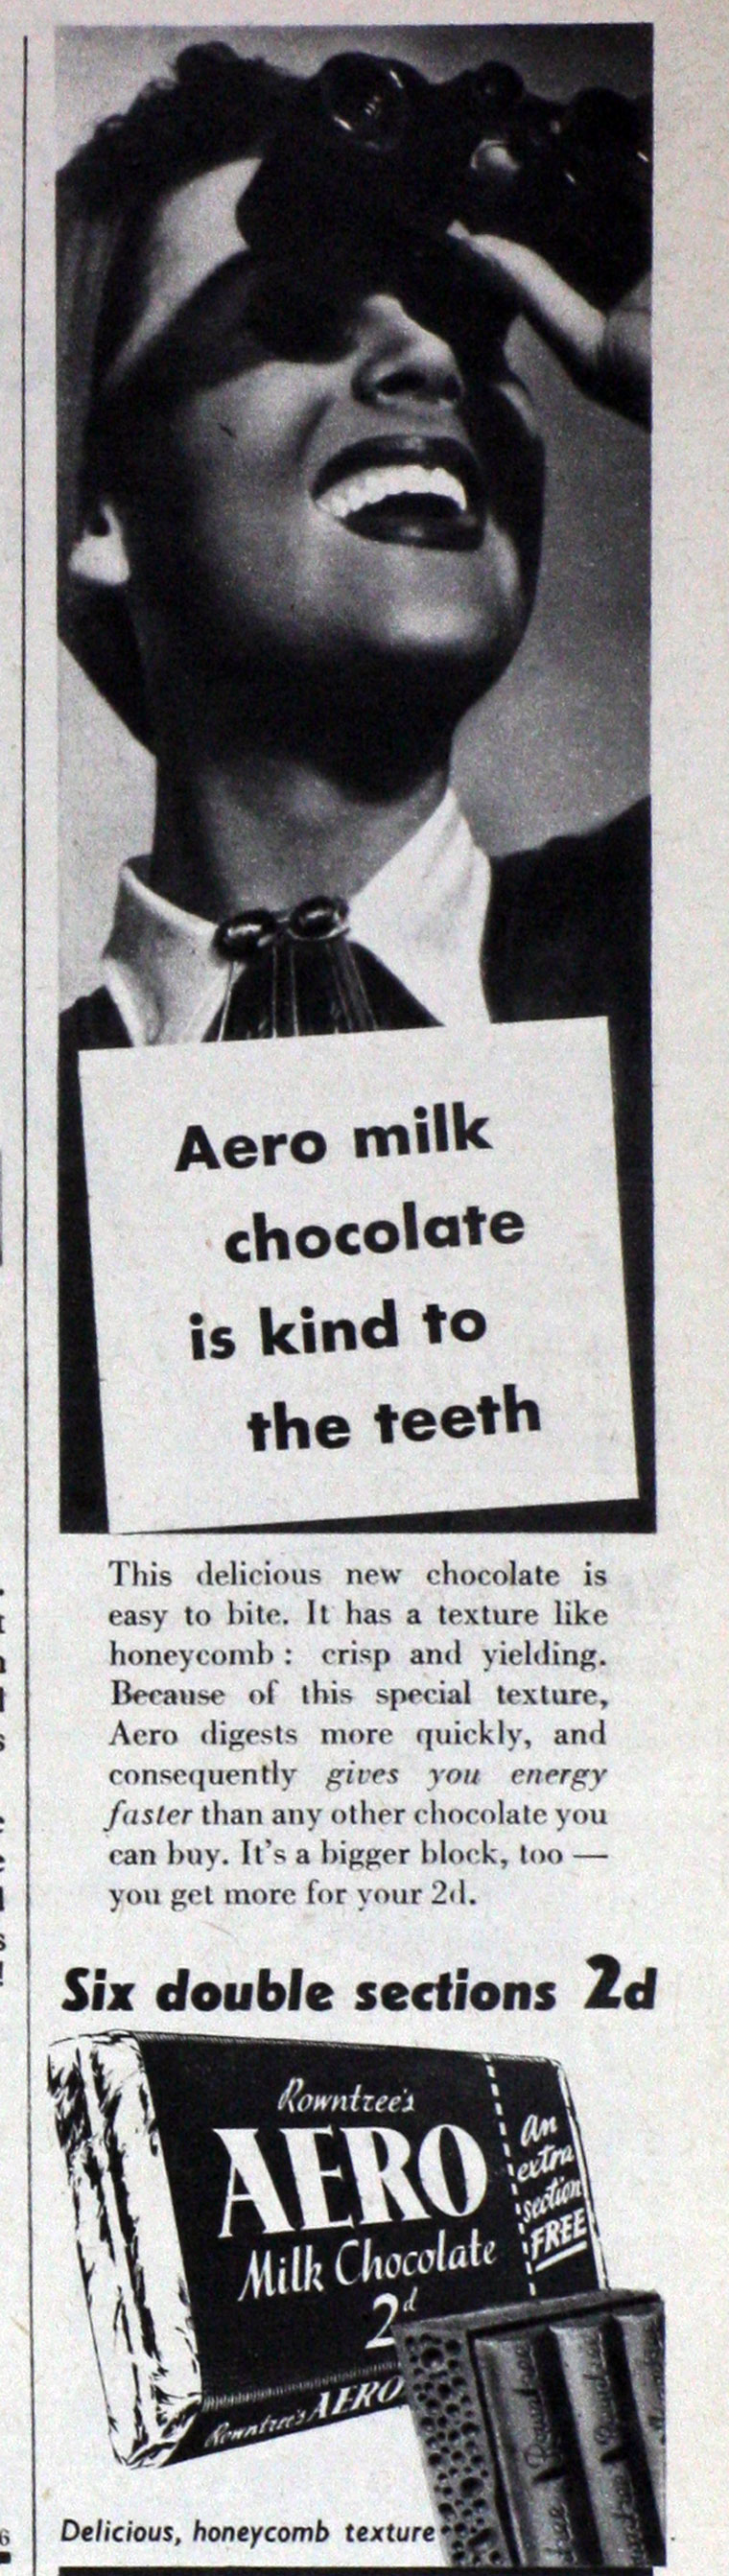 Aero milk
chocolate
is kind to
the teeth
This delicious new chocolate is
easy to bite. It has a texture like
honeycomb : crisp and yielding.
Because of this special texture,
Aero digests more quickly, and
consequently gives you energy
faster than any other chocolate you
can buy. It's a bigger block, too —
you get more for your 2d.
Six double sections 2d
Rowntree's
AERO
Milk Chocolate
2d
An
extra
section
FREE
Rowntree's AERO
Rowntree
Rowntree
Delicious, honeycomb texture
6